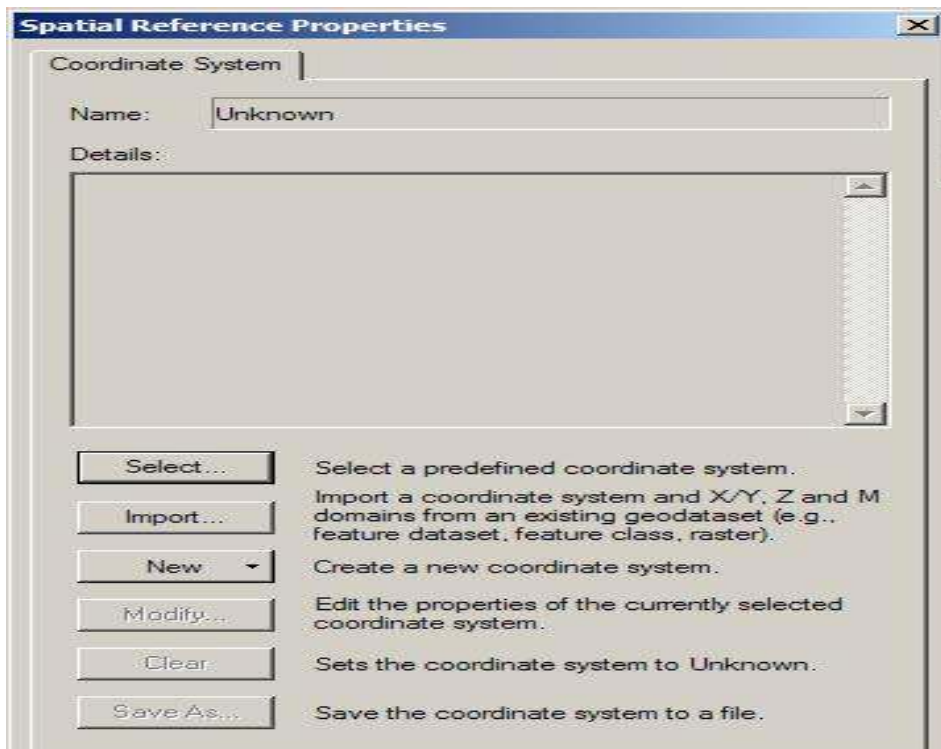 Spatial Reference Properties
Coordinate System
Name: Unknown
Details:
Select... Select a predefined coordinate system.
Import... Import a coordinate system and X/Y, Z and M
domains from an existing geodataset (e.g.,
feature dataset, feature class, raster).
New Create a new coordinate system.
Modify... Edit the properties of the currently selected
coordinate system.
Clear Sets the coordinate system to Unknown.
Save As... Save the coordinate system to a file.